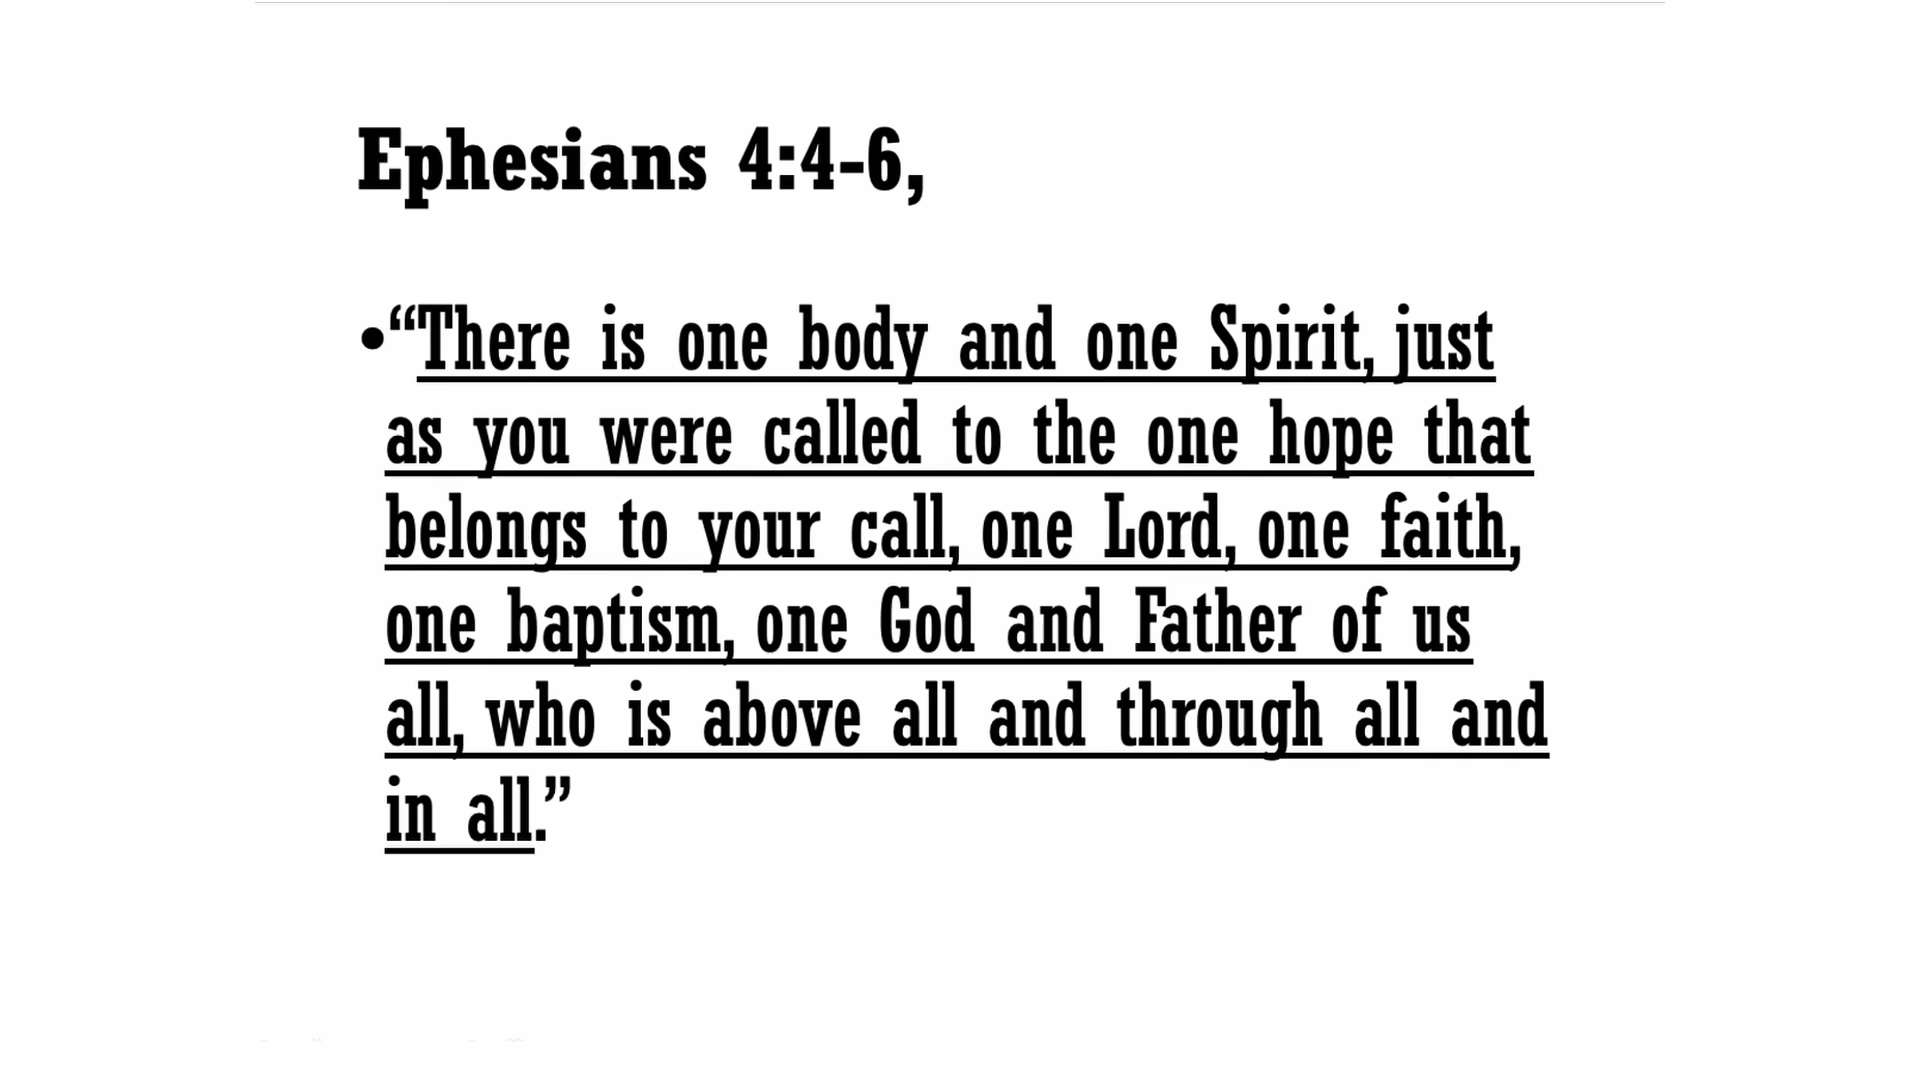 Ephesians 4:4-6,
•“There is one body and one Spirit, just
as you were called to the one hope that
belongs to your call, one Lord, one faith,
one baptism, one God and Father of us
all, who is above all and through all and
in all.”